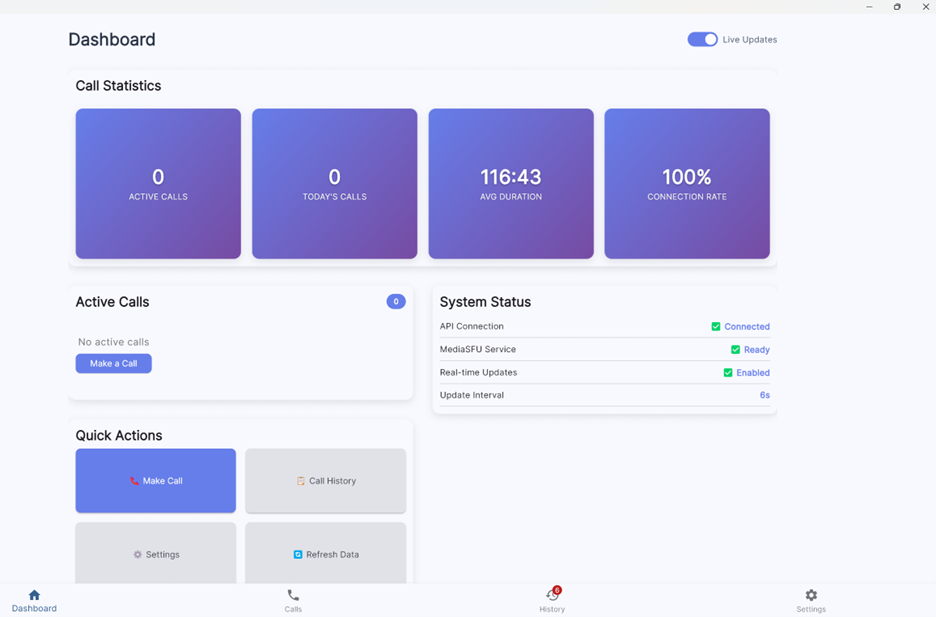 Dashboard
Live Updates
Call Statistics
0
ACTIVE CALLS
0
TODAY'S CALLS
116:43
AVG DURATION
100%
CONNECTION RATE
Active Calls
0
No active calls
Make a Call
System Status
API Connection
Connected
MediaSFU Service
Ready
Real-time Updates
Enabled
Update Interval
6s
Quick Actions
Make Call
Call History
Settings
Refresh Data
Dashboard
Calls
6
History
Settings